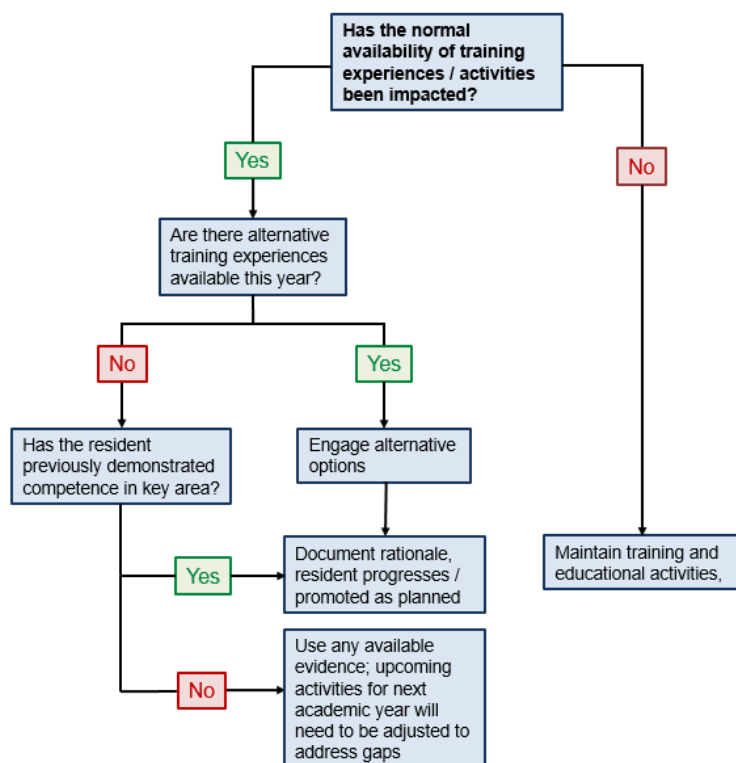 Has the normal
availability of training
experiences / activities
been impacted?
Yes
No
Are there alternative
training experiences
available this year?
No
Yes
Has the resident
previously demonstrated
competence in key area?
Engage alternative
options
Yes
Document rationale,
resident progresses /
promoted as planned
Maintain training and
educational activities,
No
Use any available
evidence; upcoming
activities for next
academic year will
need to be adjusted to
address gaps